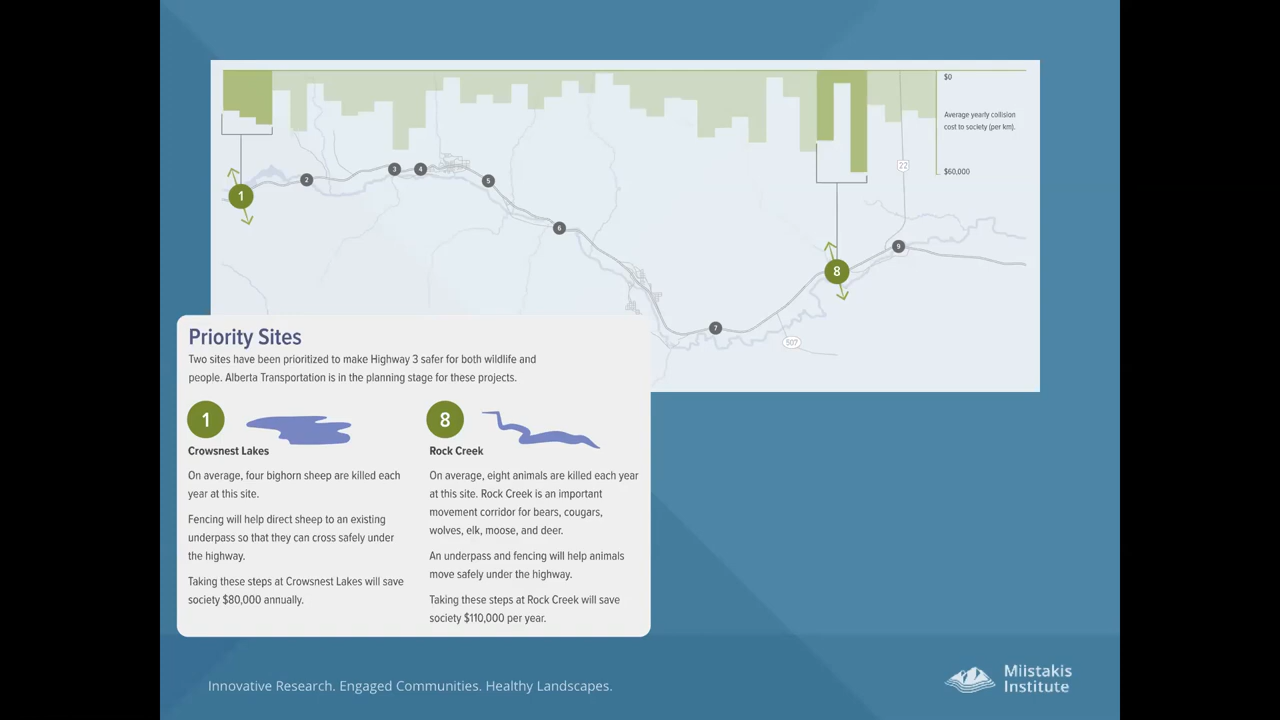 $0
Average yearly collision
cost to society (per km).
$60,000
22
1
2
3
4
5
6
7
8
9
507
Priority Sites
Two sites have been prioritized to make Highway 3 safer for both wildlife and
people. Alberta Transportation is in the planning stage for these projects.
1
Crowsnest Lakes
On average, four bighorn sheep are killed each
year at this site.
Fencing will help direct sheep to an existing
underpass so that they can cross safely under
the highway.
Taking these steps at Crowsnest Lakes will save
society $80,000 annually.
8
Rock Creek
On average, eight animals are killed each year
at this site. Rock Creek is an important
movement corridor for bears, cougars,
wolves, elk, moose, and deer.
An underpass and fencing will help animals
move safely under the highway.
Taking these steps at Rock Creek will save
society $110,000 per year.
Innovative Research. Engaged Communities. Healthy Landscapes.
Miistakis
Institute